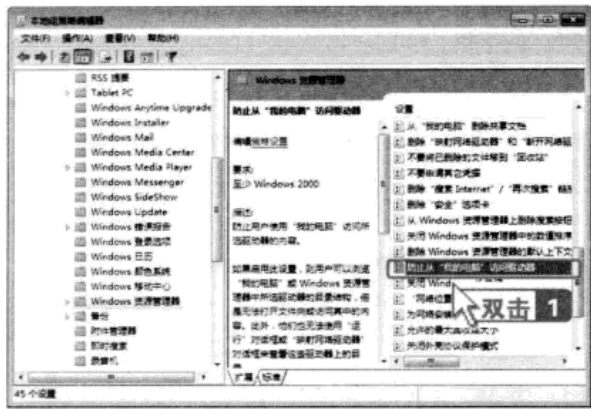 本地组策略编辑器
文件(F) 操作(A) 查看(V) 帮助(H)
RSS 摘要
Tablet PC
Windows Anytime Upgrade
Windows Installer
Windows Mail
Windows Media Center
Windows Media Player
Windows Messenger
Windows SideShow
Windows Update
Windows 错误报告
Windows 登录选项
Windows 日历
Windows 颜色系统
Windows 移动中心
Windows 资源管理器
备份
附件管理器
即时搜索
录音机
Windows 资源管理器
防止从“我的电脑”访问驱动器
编辑策略设置
要求:
至少 Windows 2000
描述:
防止用户使用“我的电脑”访问所
选驱动器的内容。
如果启用此设置，则用户可以浏览
“我的电脑”或 Windows 资源管
理器中所选驱动器的目录结构，但
是无法打开文件夹或访问其中的内
容。此外，他们也无法使用“运
行”对话框或“映射网络驱动器”
对话框来查看这些驱动器上的目
录。
设置
从“我的电脑”删除共享文档
删除“映射网络驱动器”和“断开网络驱
不要将已删除的文件移到“回收站”
不要由请其它凭据
删除“搜索 Internet”/“再次搜索”链
删除“安全”选项卡
从 Windows 资源管理器上删除搜索按钮
关闭 Windows 资源管理器中的数值排序
删除 Windows 资源管理器的默认上下文
防止从“我的电脑”访问驱动器
关闭 Wind
“网络位置
为网络安装
允许的最大回收站大小
关闭外壳协议保护模式
双击 1
扩展 标准
45 个设置